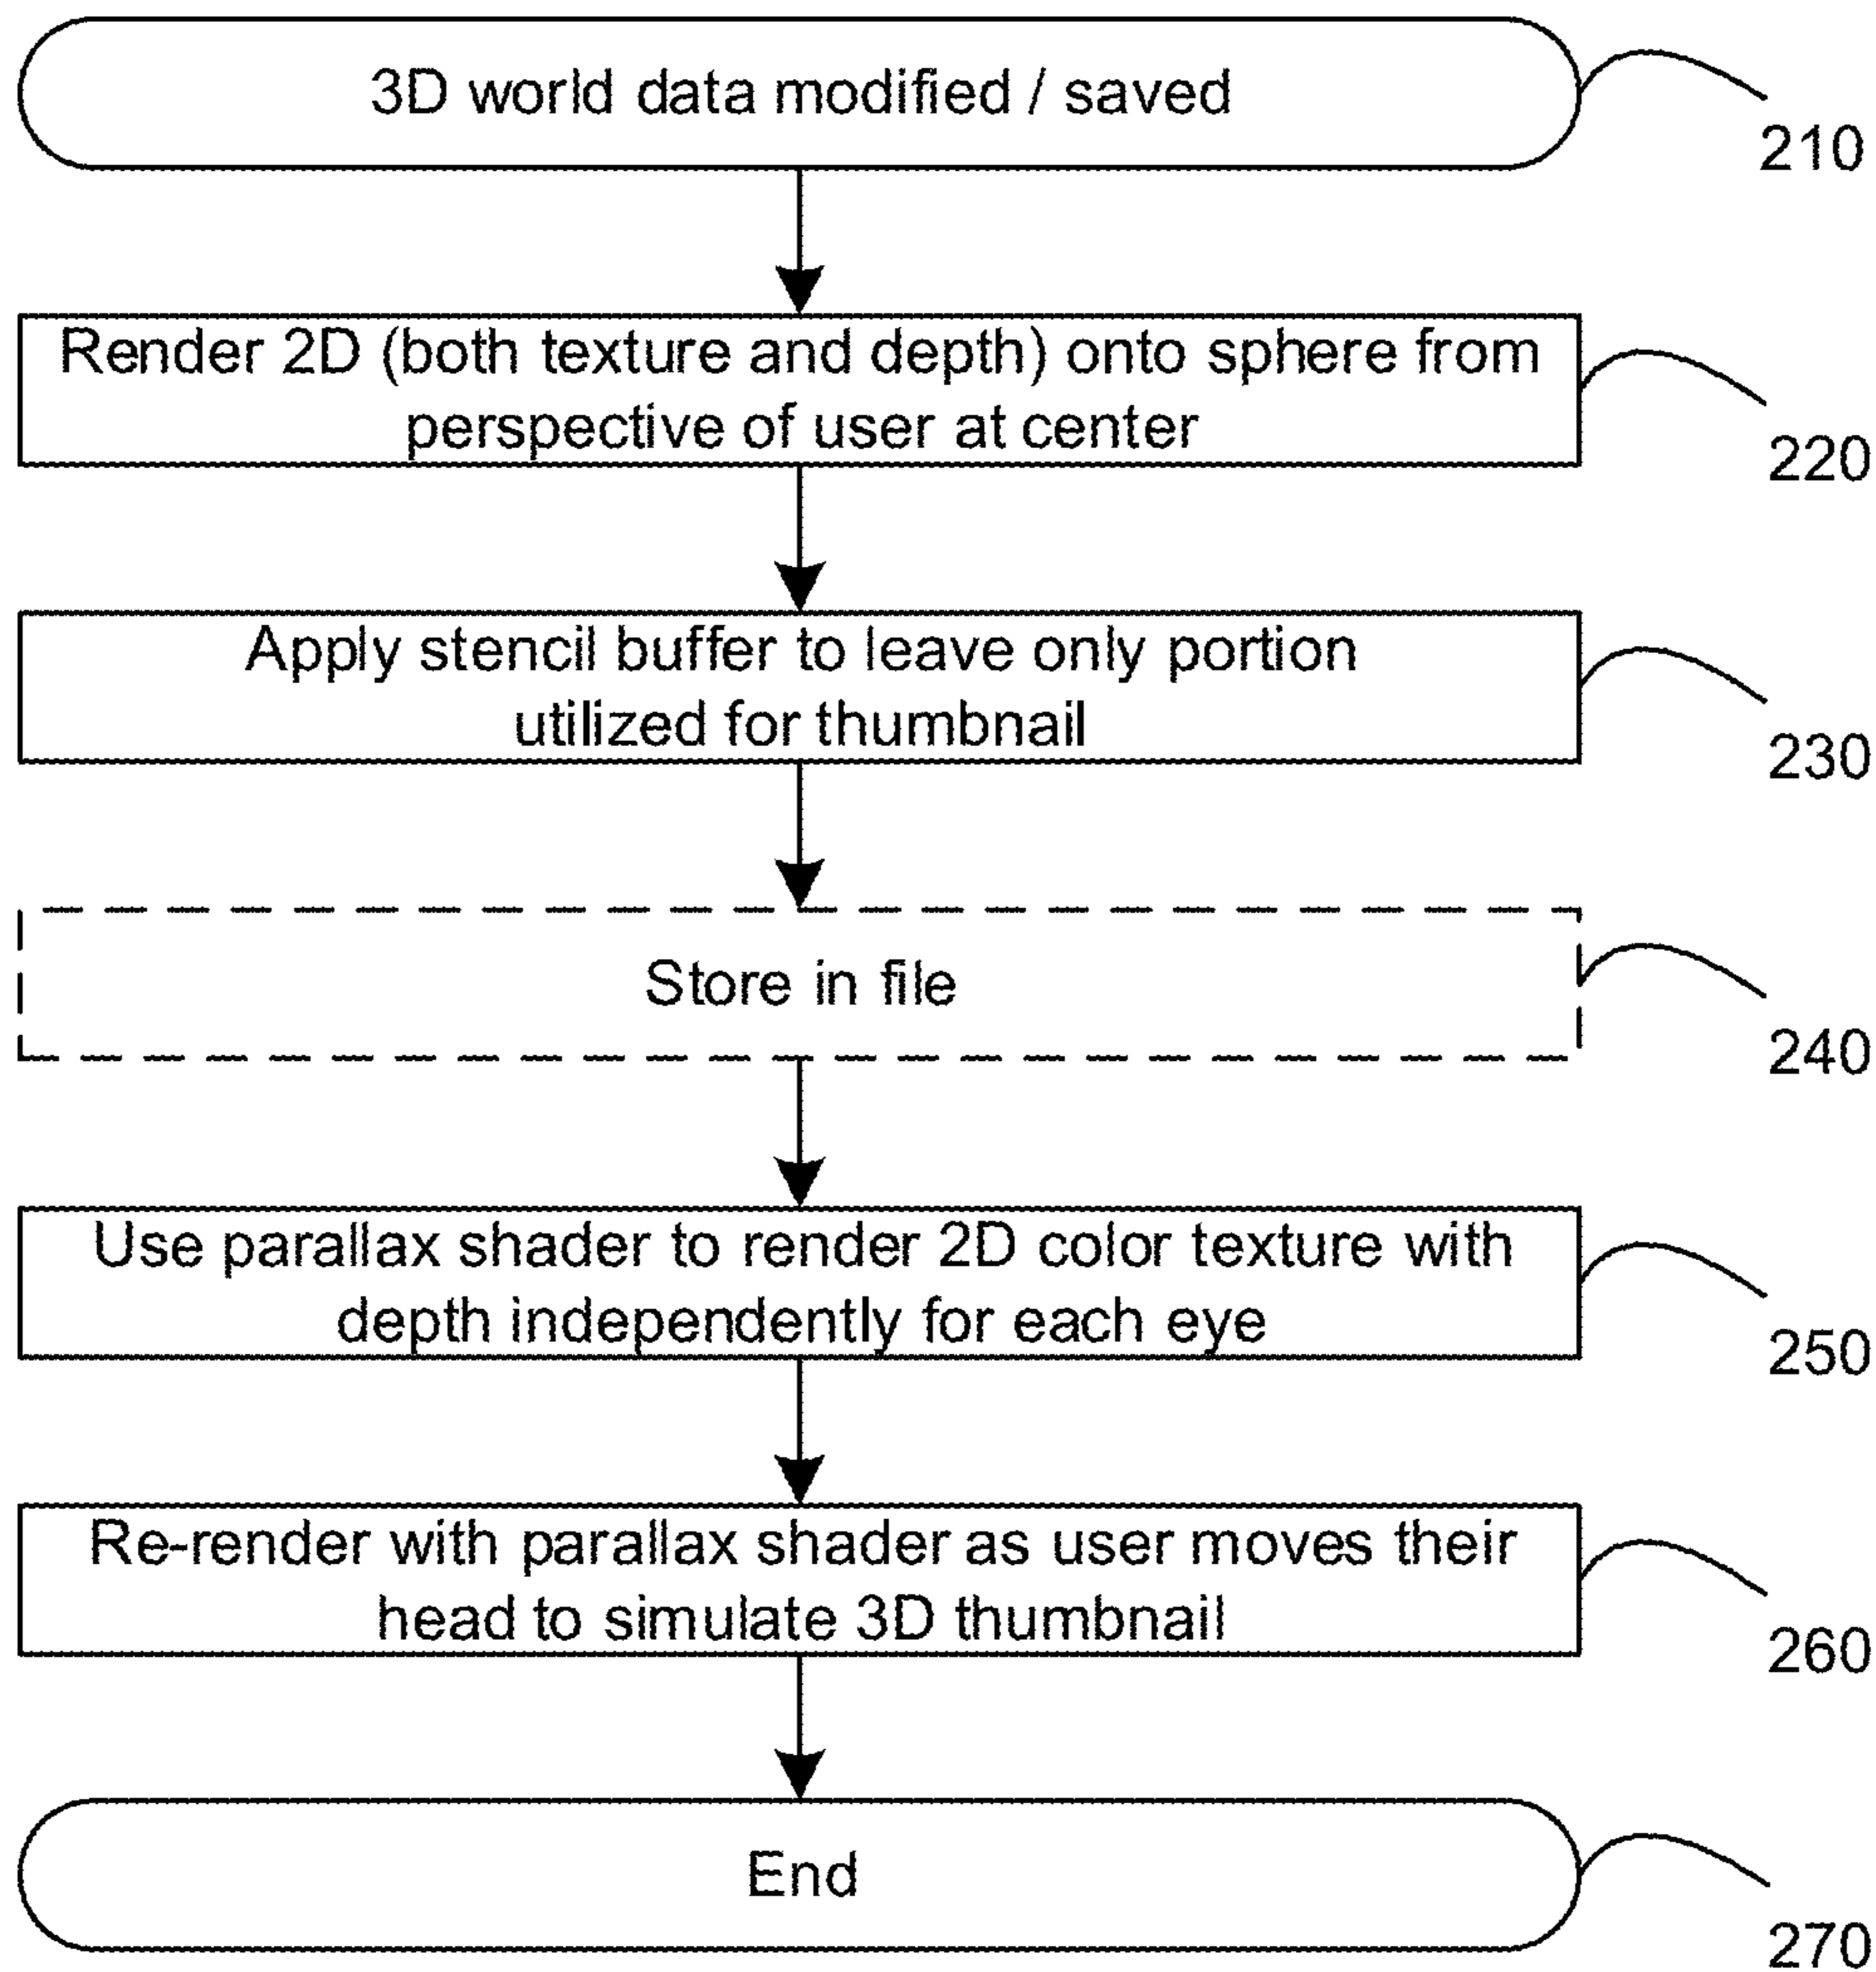 3D world data modified / saved
210
Render 2D (both texture and depth) onto sphere from
perspective of user at center
220
Apply stencil buffer to leave only portion
utilized for thumbnail
230
Store in file
240
Use parallax shader to render 2D color texture with
depth independently for each eye
250
Re-render with parallax shader as user moves their
head to simulate 3D thumbnail
260
End
270